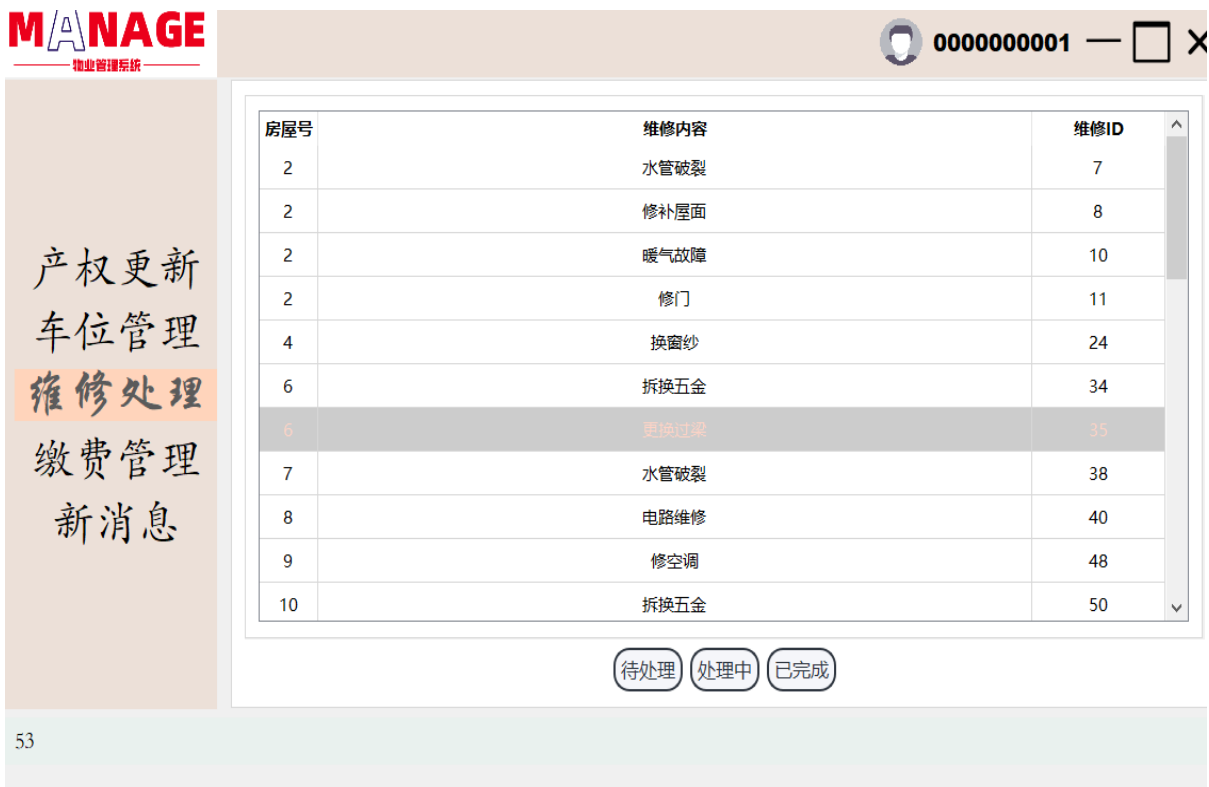 MANAGE
物业管理系统
0000000001
产权更新
车位管理
维修处理
缴费管理
新消息
房屋号 维修内容 维修ID
2 水管破裂 7
2 修补屋面 8
2 暖气故障 10
2 修门 11
4 换窗纱 24
6 拆换五金 34
6 更换过梁 35
7 水管破裂 38
8 电路维修 40
9 修空调 48
10 拆换五金 50
待处理 处理中 已完成
53